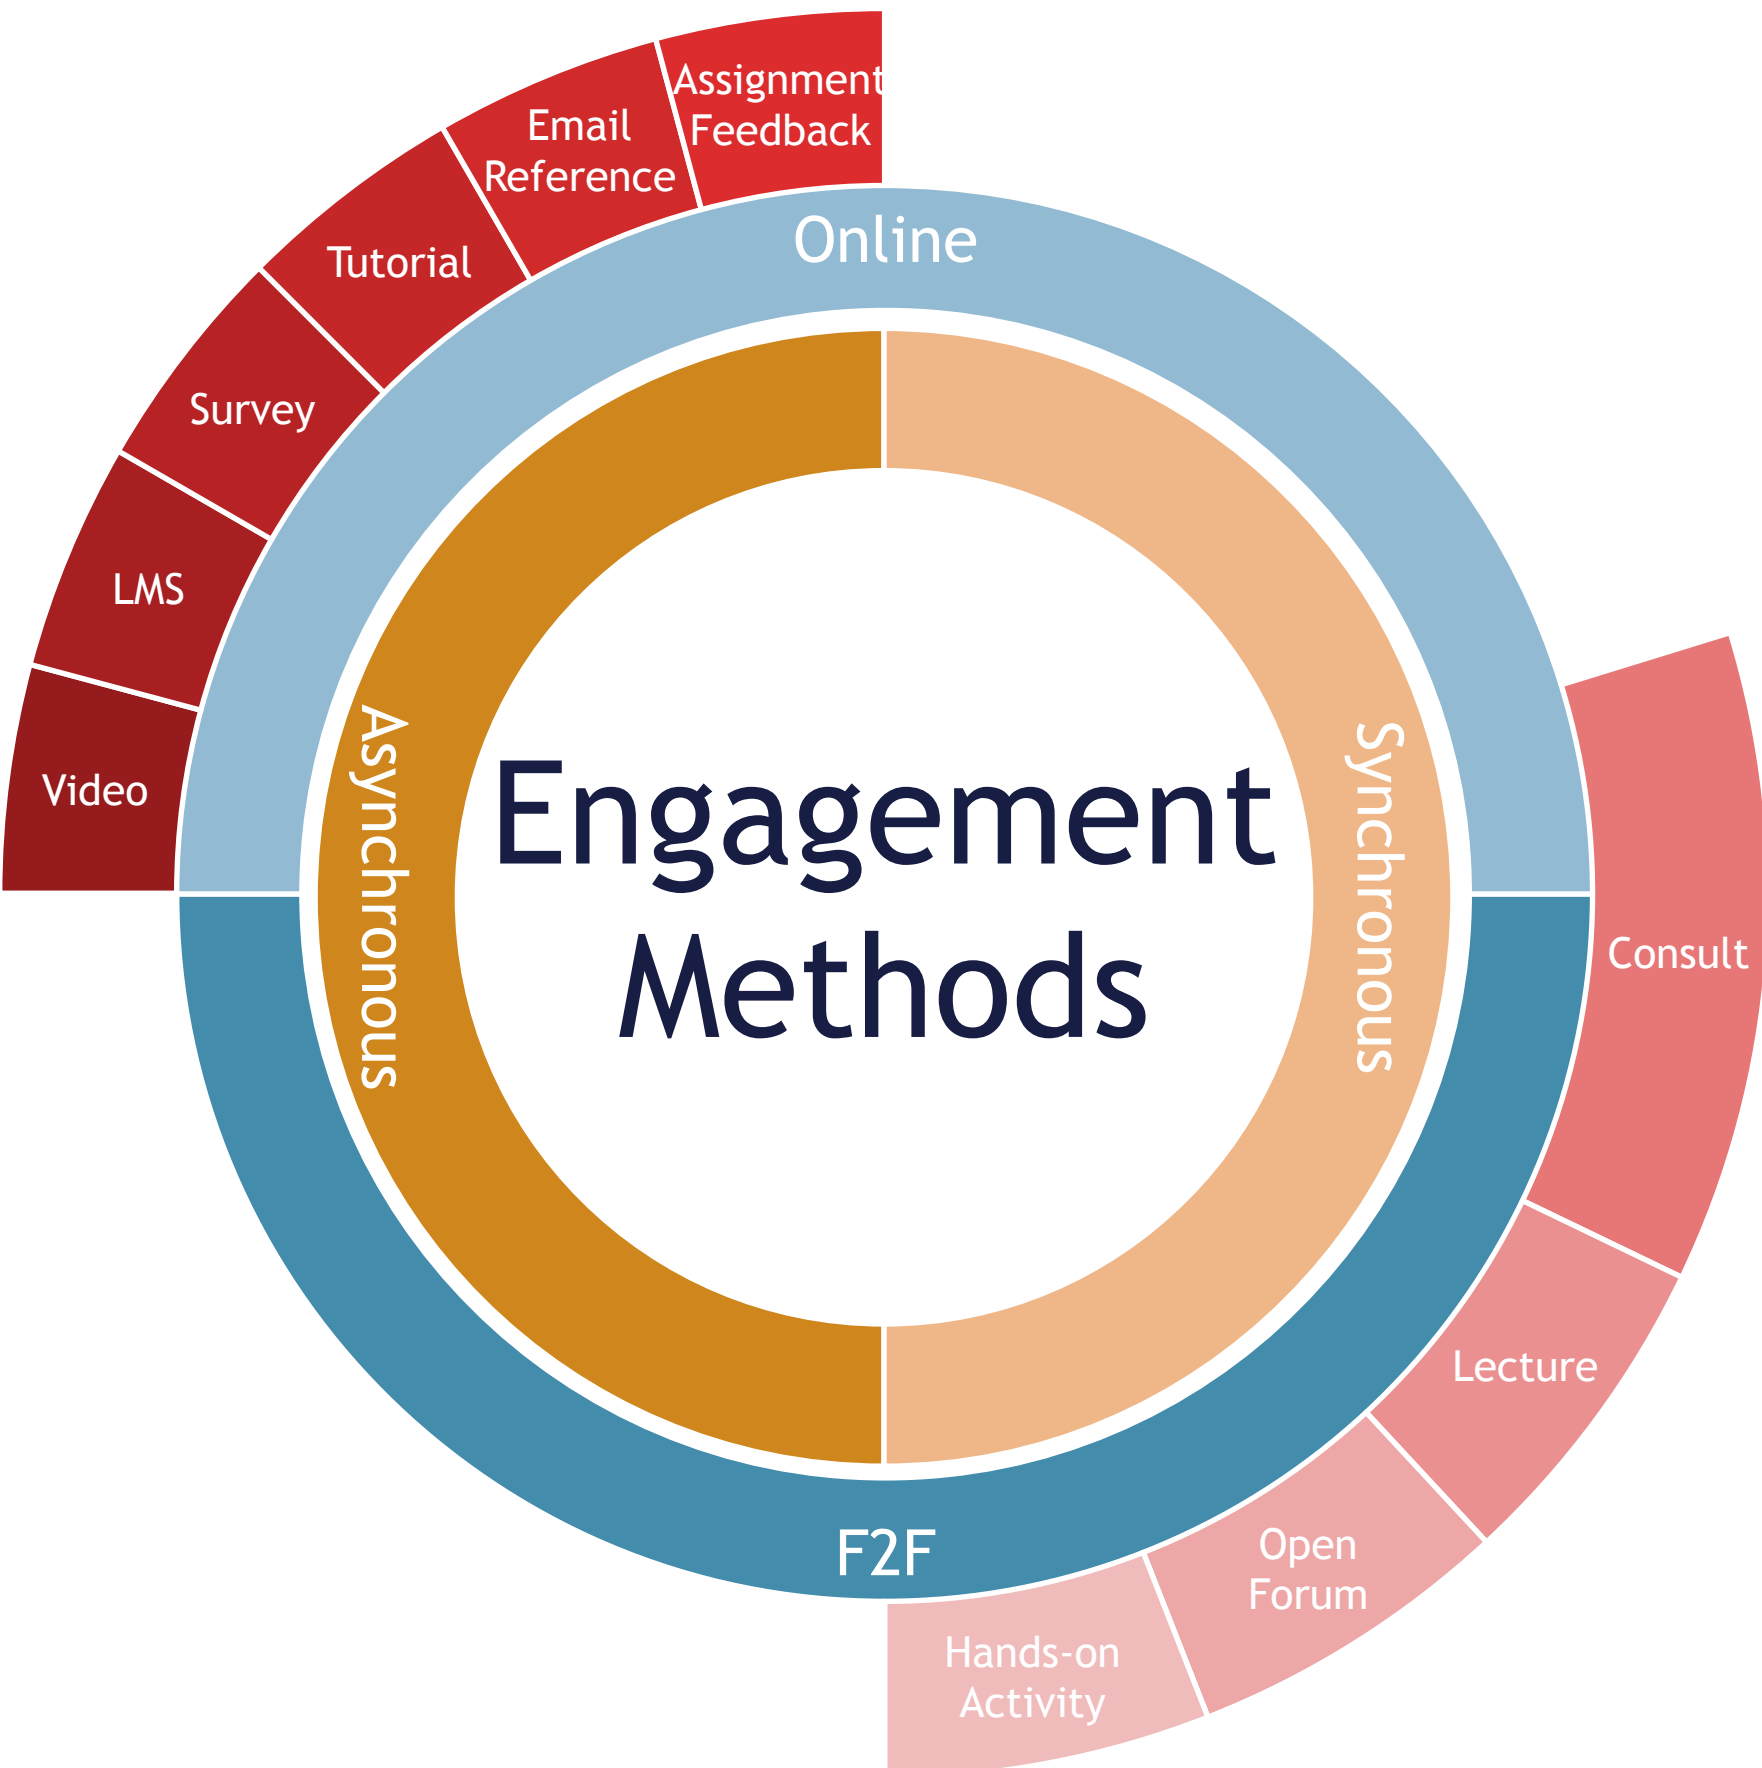 Assignment
Feedback
Email
Reference
Tutorial
Survey
LMS
Video
Online
Asynchronous
Engagement
Methods
Synchronous
Consult
Lecture
Open
Forum
Hands-on
Activity
F2F